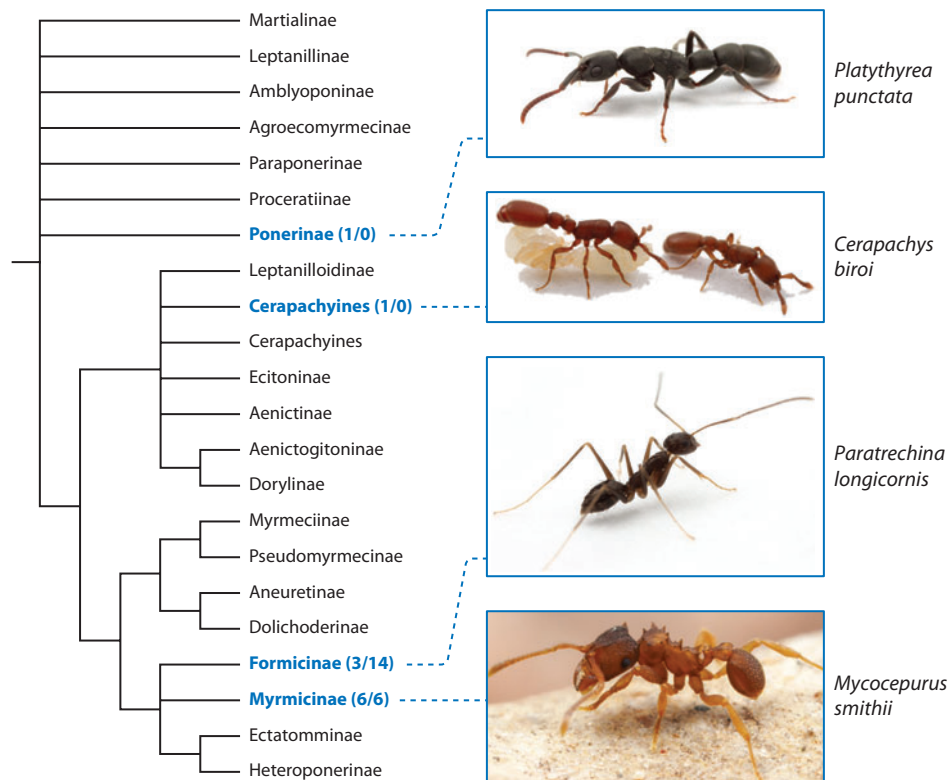 Martialinae
Leptanillinae
Amblyoponinae
Agroecomyrmecinae
Paraponerinae
Proceratiinae
Ponerinae (1/0)
Leptanilloidinae
Cerapachyines (1/0)
Cerapachyines
Ecitoninae
Aenictinae
Aenictogitoninae
Dorylinae
Myrmeciinae
Pseudomyrmecinae
Aneuretinae
Dolichoderinae
Formicinae (3/14)
Myrmicinae (6/6)
Ectatomminae
Heteroponerinae
Platythyrea
punctata
Cerapachys
biroi
Paratrechina
longicornis
Mycocepurus
smithii